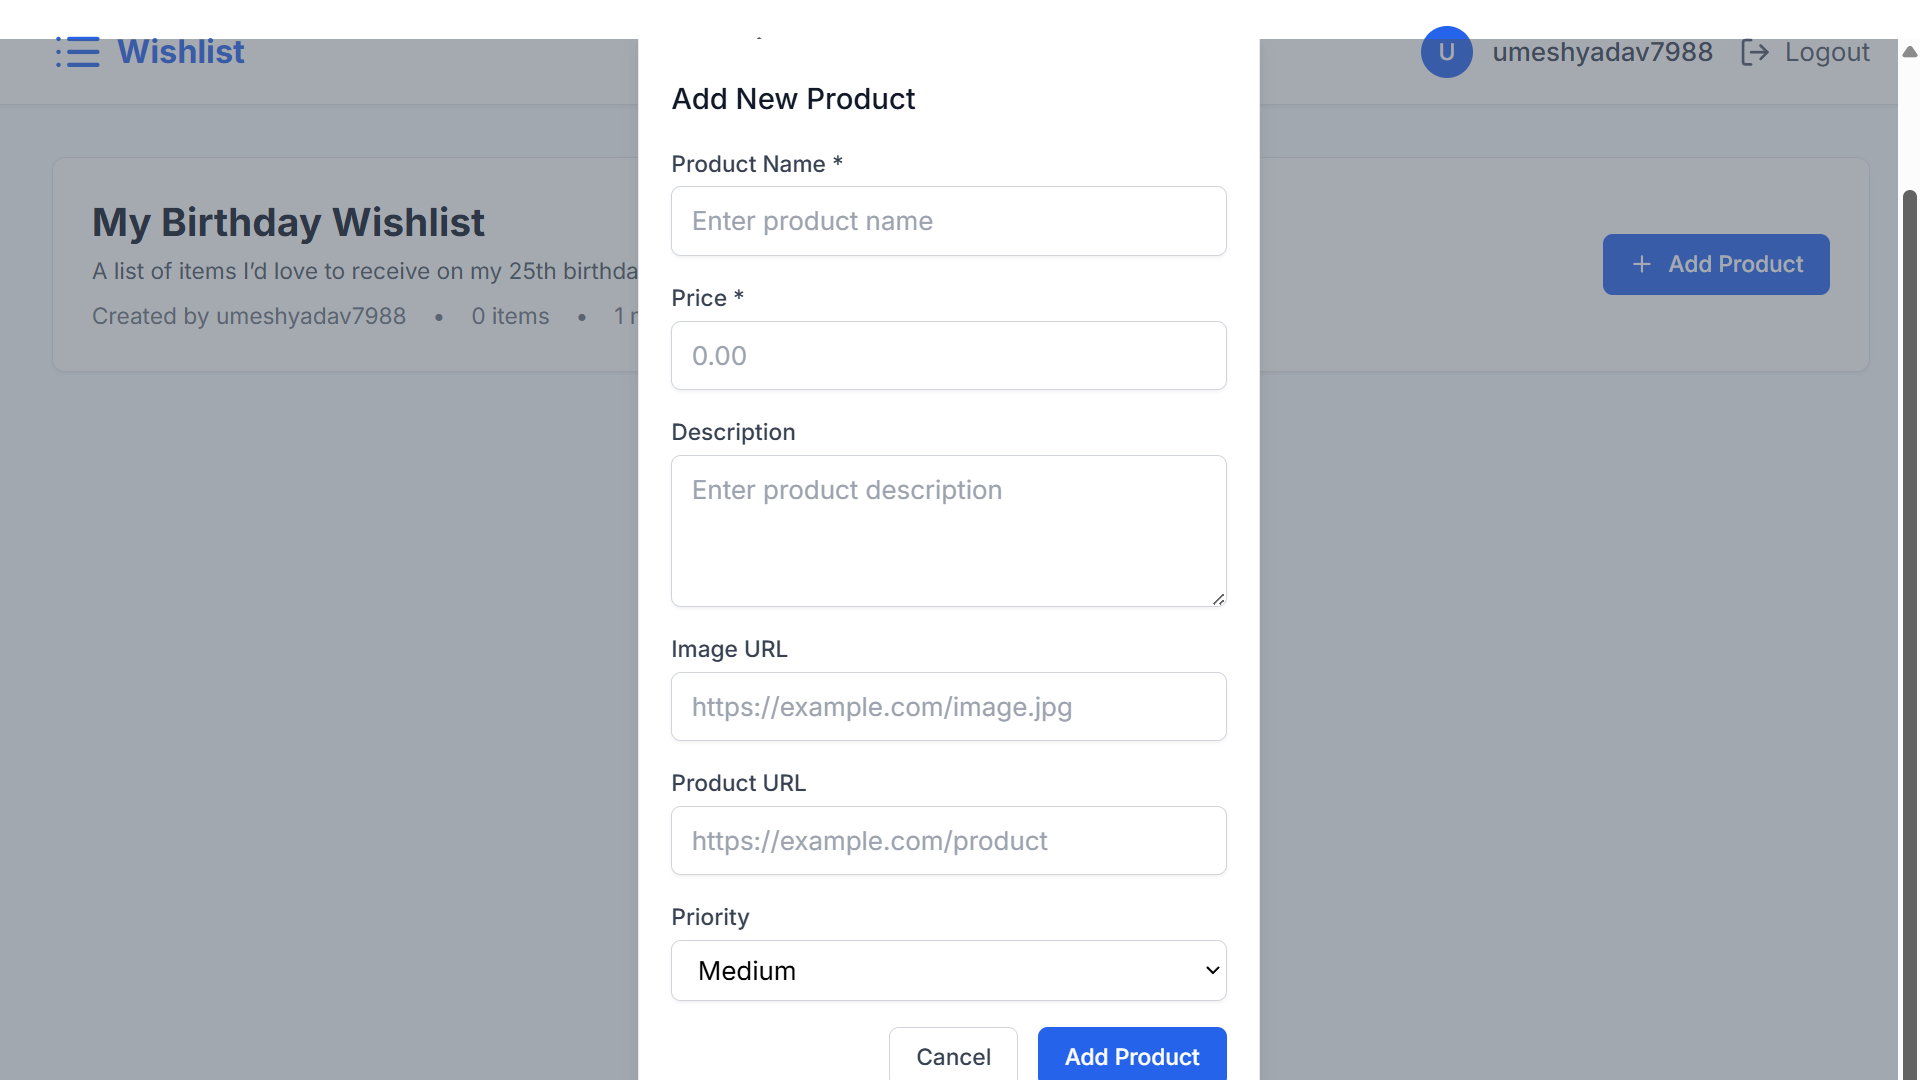 Wishlist
U umeshyadav7988 Logout
Add New Product
Product Name *
Enter product name
Price *
0.00
Description
Enter product description
Image URL
https://example.com/image.jpg
Product URL
https://example.com/product
Priority
Medium
Cancel Add Product
My Birthday Wishlist
A list of items I'd love to receive on my 25th
Created by umeshyadav7988 • 0 items • 1
+ Add Product